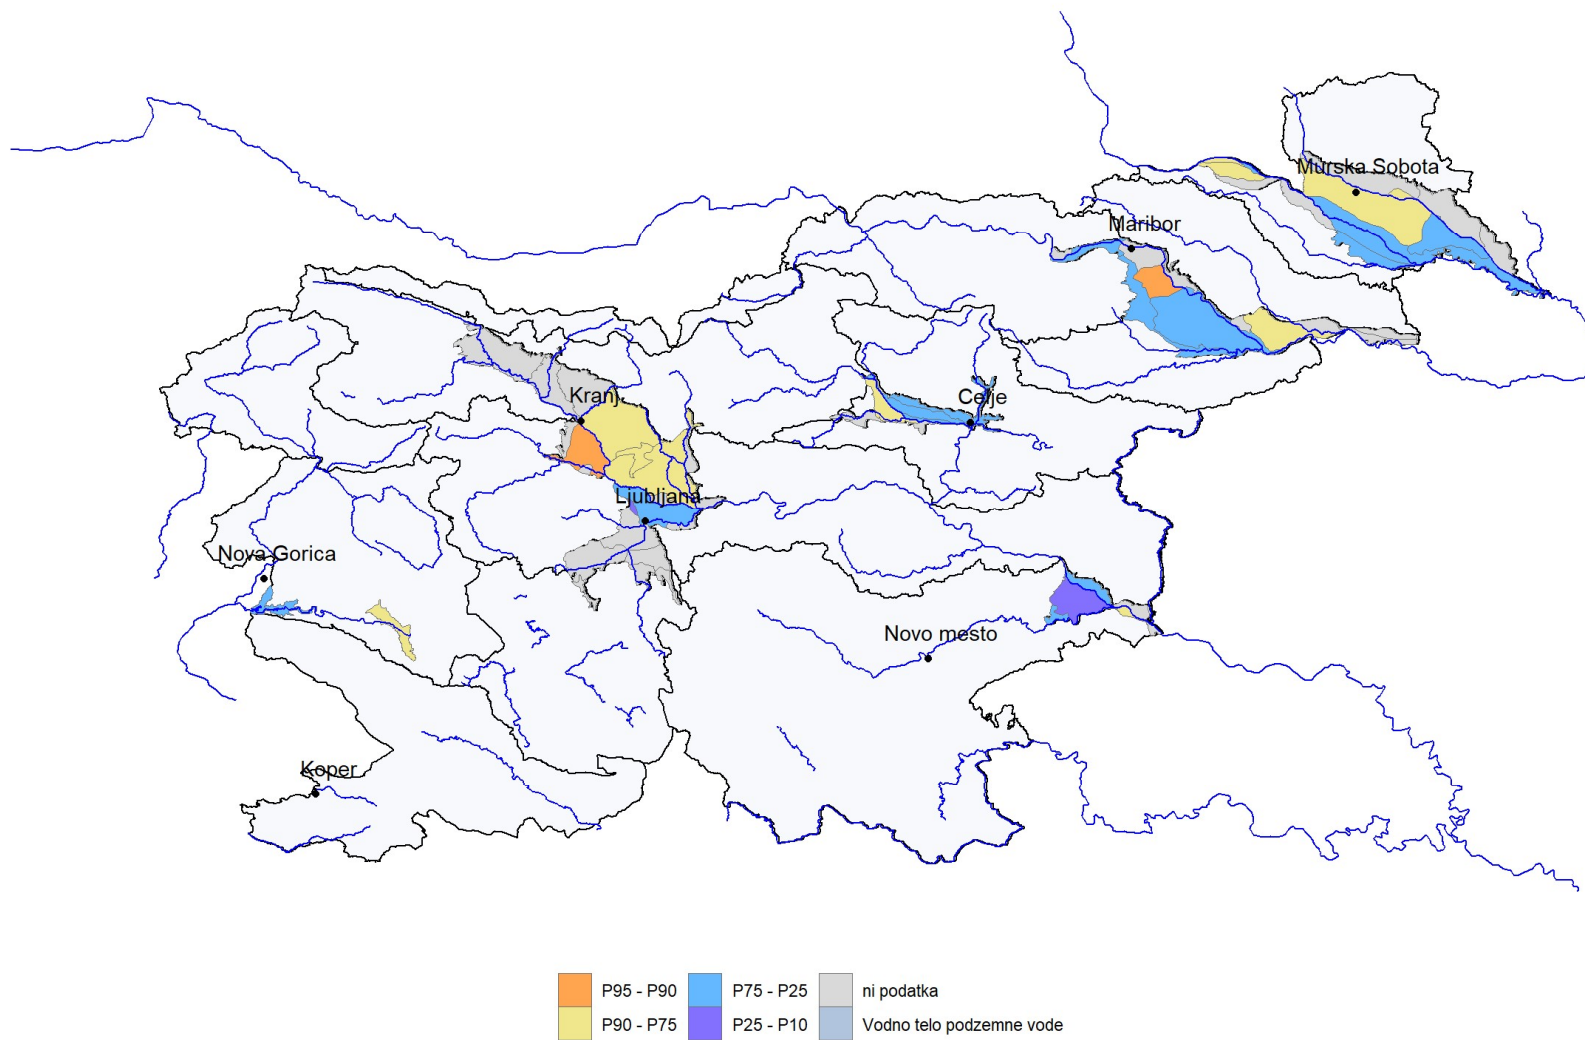 Murska Sobota
Maribor
Kranj
Celje
Ljubljana
Nova Gorica
Novo mesto
Koper
P95 - P90
P75 - P25
ni podatka
P90 - P75
P25 - P10
Vodno telo podzemne vode